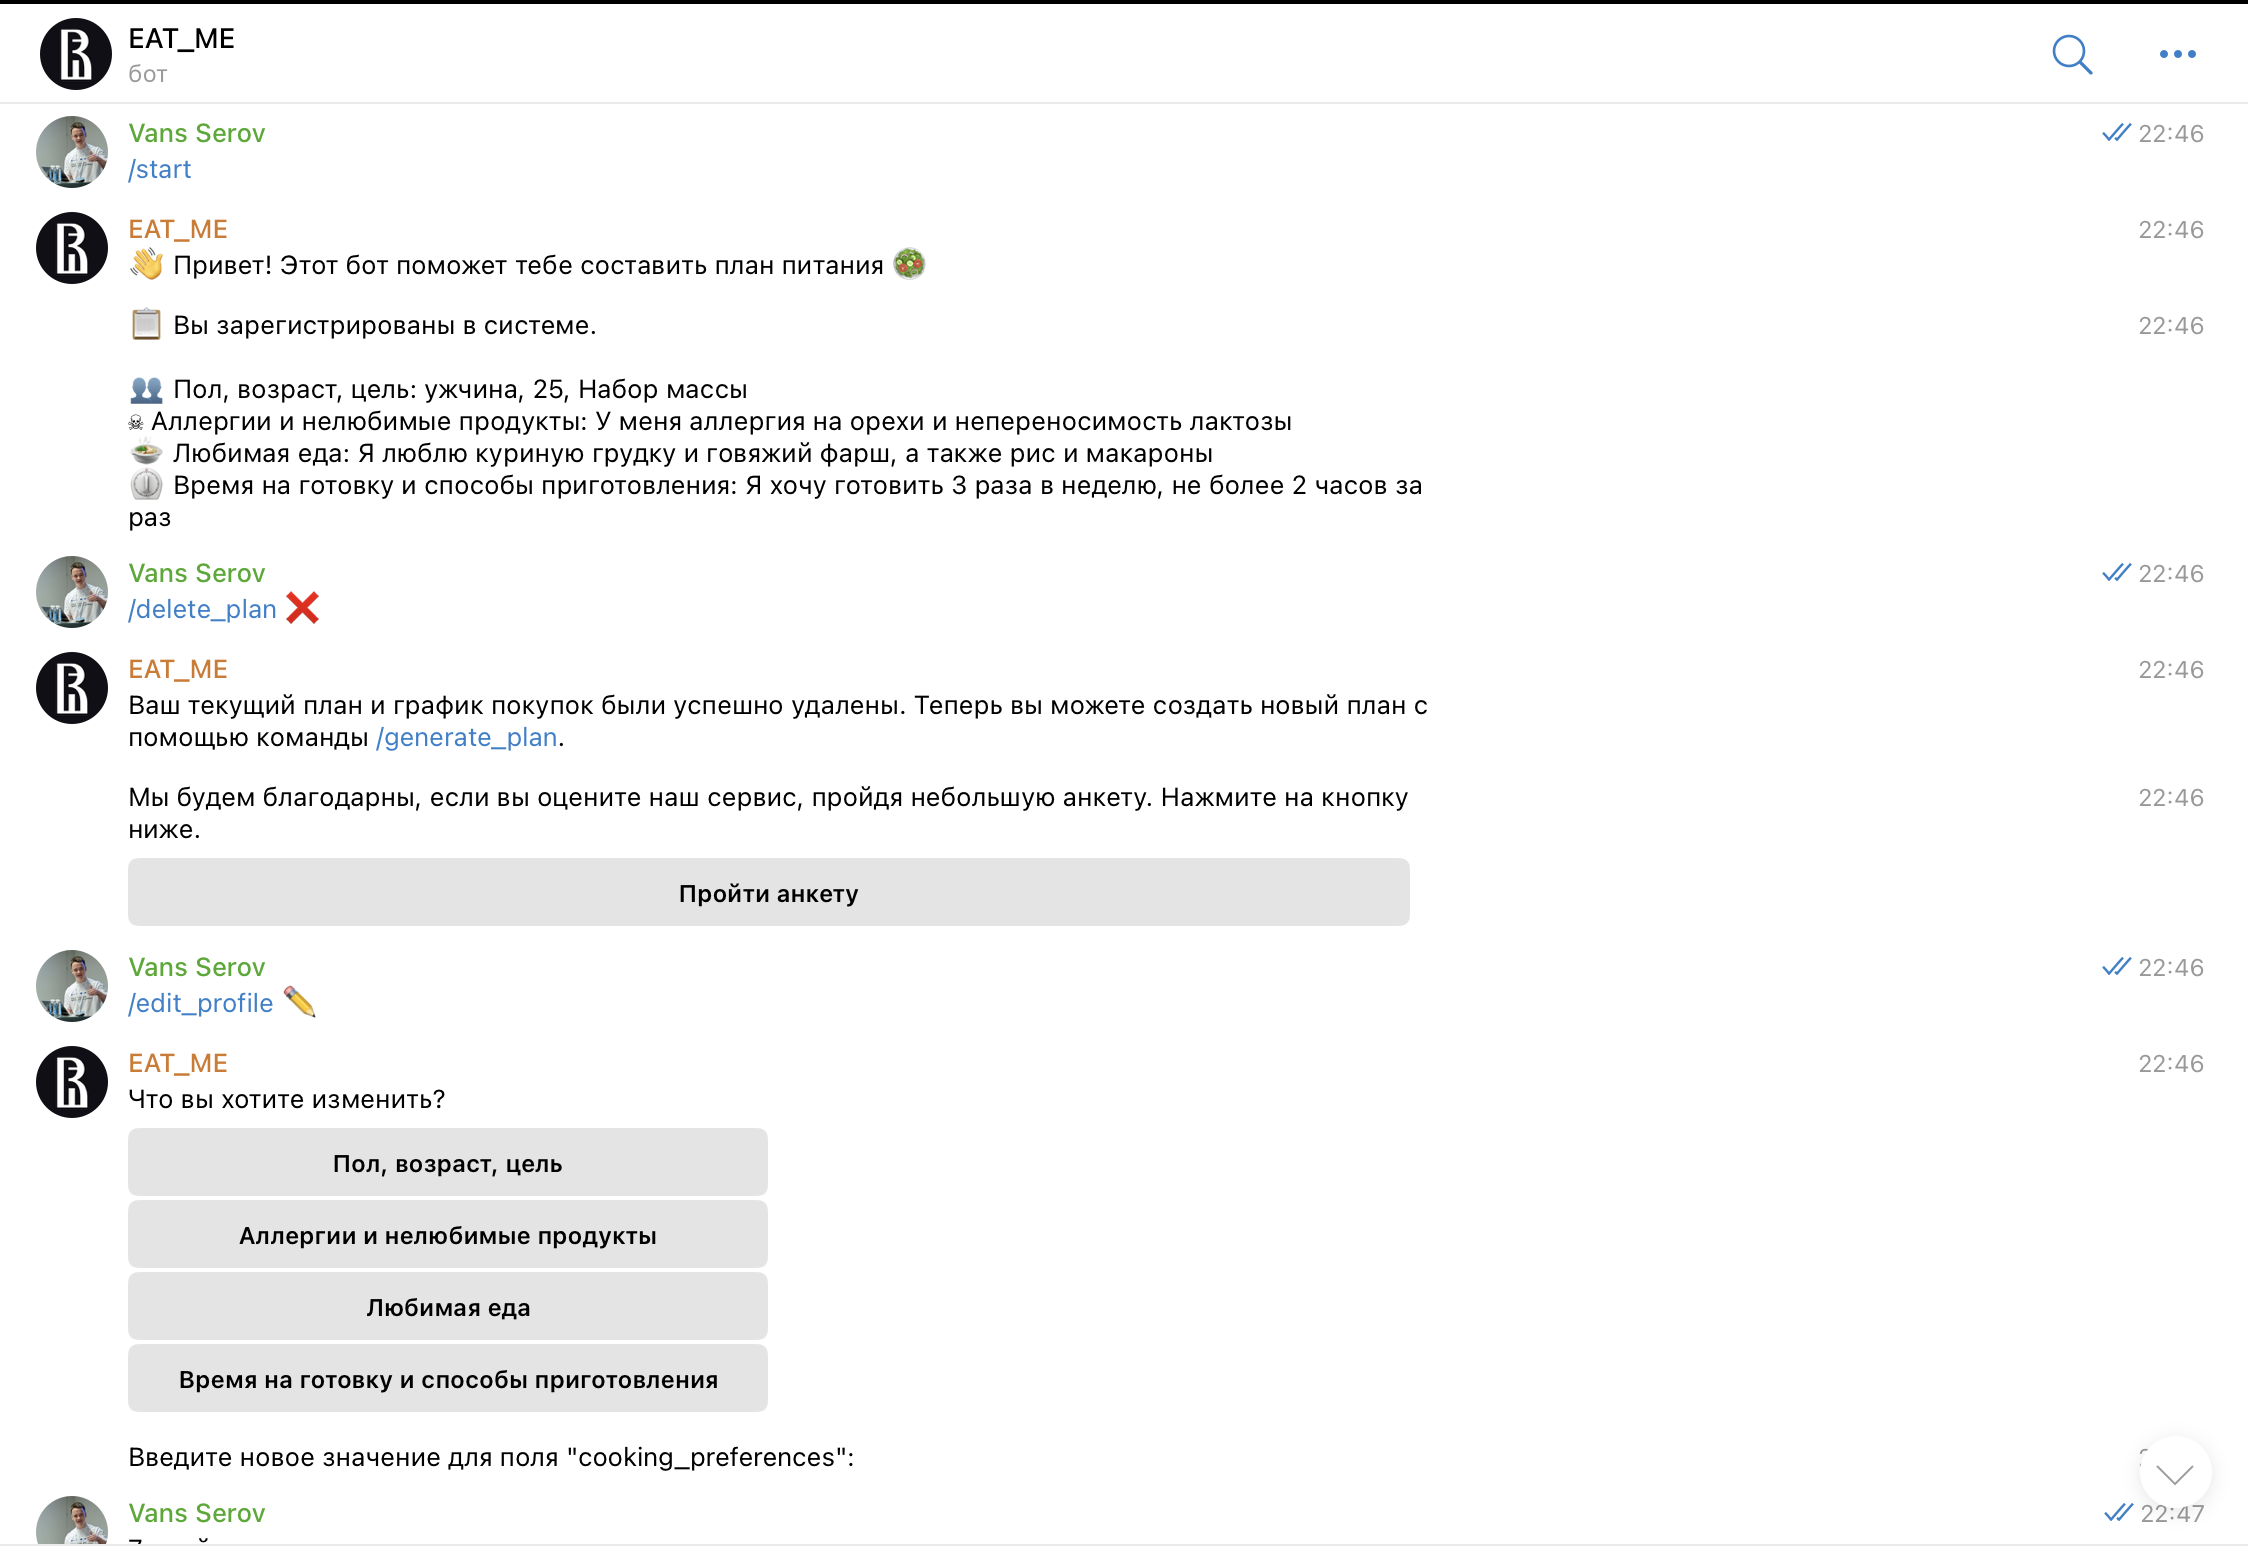 EAT_ME
бот
Vans Serov
22:46
/start
EAT_ME
22:46
👋 Привет! Этот бот поможет тебе составить план питания 🥗
📋 Вы зарегистрированы в системе.
22:46
👥 Пол, возраст, цель: ужчина, 25, Набор массы
☠ Аллергии и нелюбимые продукты: У меня аллергия на орехи и непереносимость лактозы
🍲 Любимая еда: Я люблю куриную грудку и говяжий фарш, а также рис и макароны
⏲ Время на готовку и способы приготовления: Я хочу готовить 3 раза в неделю, не более 2 часов за
раз
Vans Serov
22:46
/delete_plan ❌
EAT_ME
22:46
Ваш текущий план и график покупок были успешно удалены. Теперь вы можете создать новый план с
помощью команды /generate_plan.
Мы будем благодарны, если вы оцените наш сервис, пройдя небольшую анкету. Нажмите на кнопку
22:46
ниже.
Пройти анкету
Vans Serov
22:46
/edit_profile ✏️
EAT_ME
22:46
Что вы хотите изменить?
Пол, возраст, цель
Аллергии и нелюбимые продукты
Любимая еда
Время на готовку и способы приготовления
Введите новое значение для поля "cooking_preferences":
Vans Serov
22:47